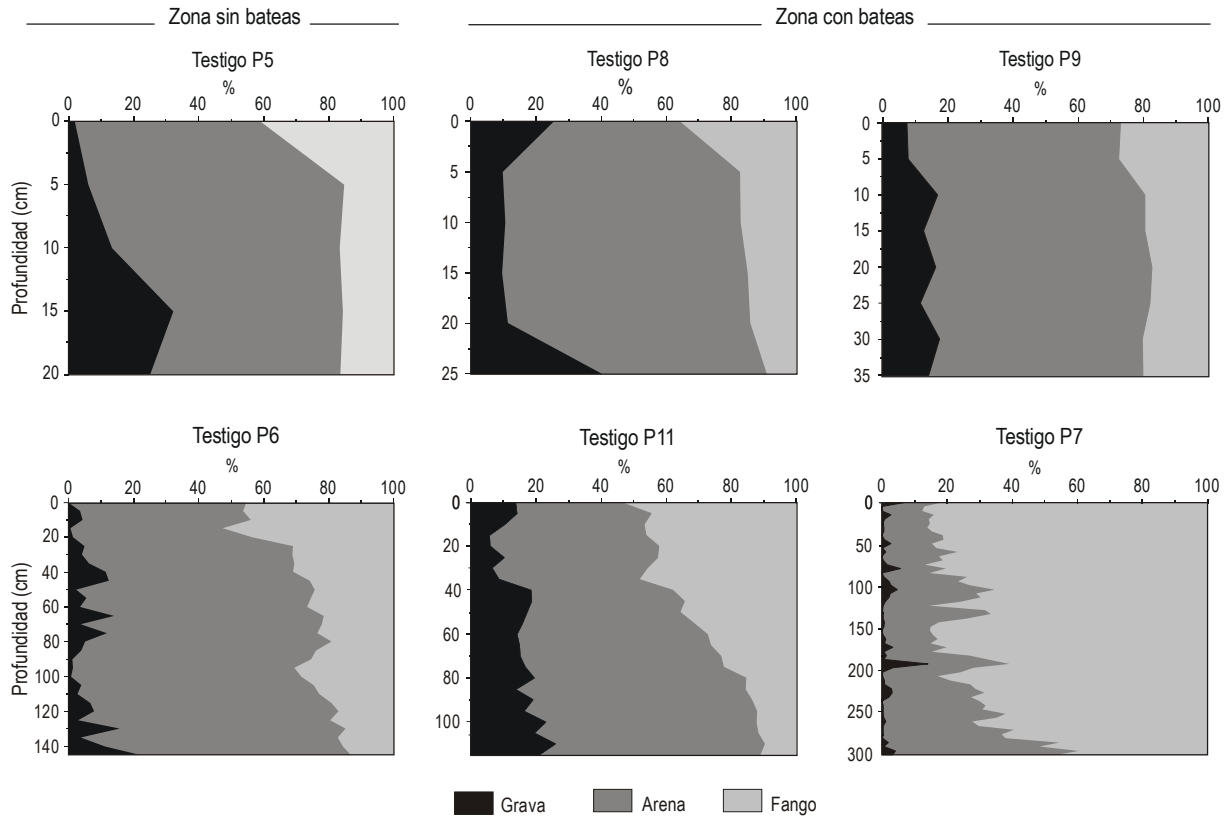 Zona sin bateas
Zona con bateas
Testigo P5
Testigo P8
Testigo P9
%
%
%
0 20 40 60 80 100
0 20 40 60 80 100
0 20 40 60 80 100
Profundidad (cm)
0
5
10
15
20
0
5
10
15
20
25
0
5
10
15
20
25
30
35
Testigo P6
Testigo P11
Testigo P7
%
%
%
0 20 40 60 80 100
0 20 40 60 80 100
0 20 40 60 80 100
Profundidad (cm)
0
20
40
60
80
100
120
140
0
20
40
60
80
100
0
50
100
150
200
250
300
Grava
Arena
Fango